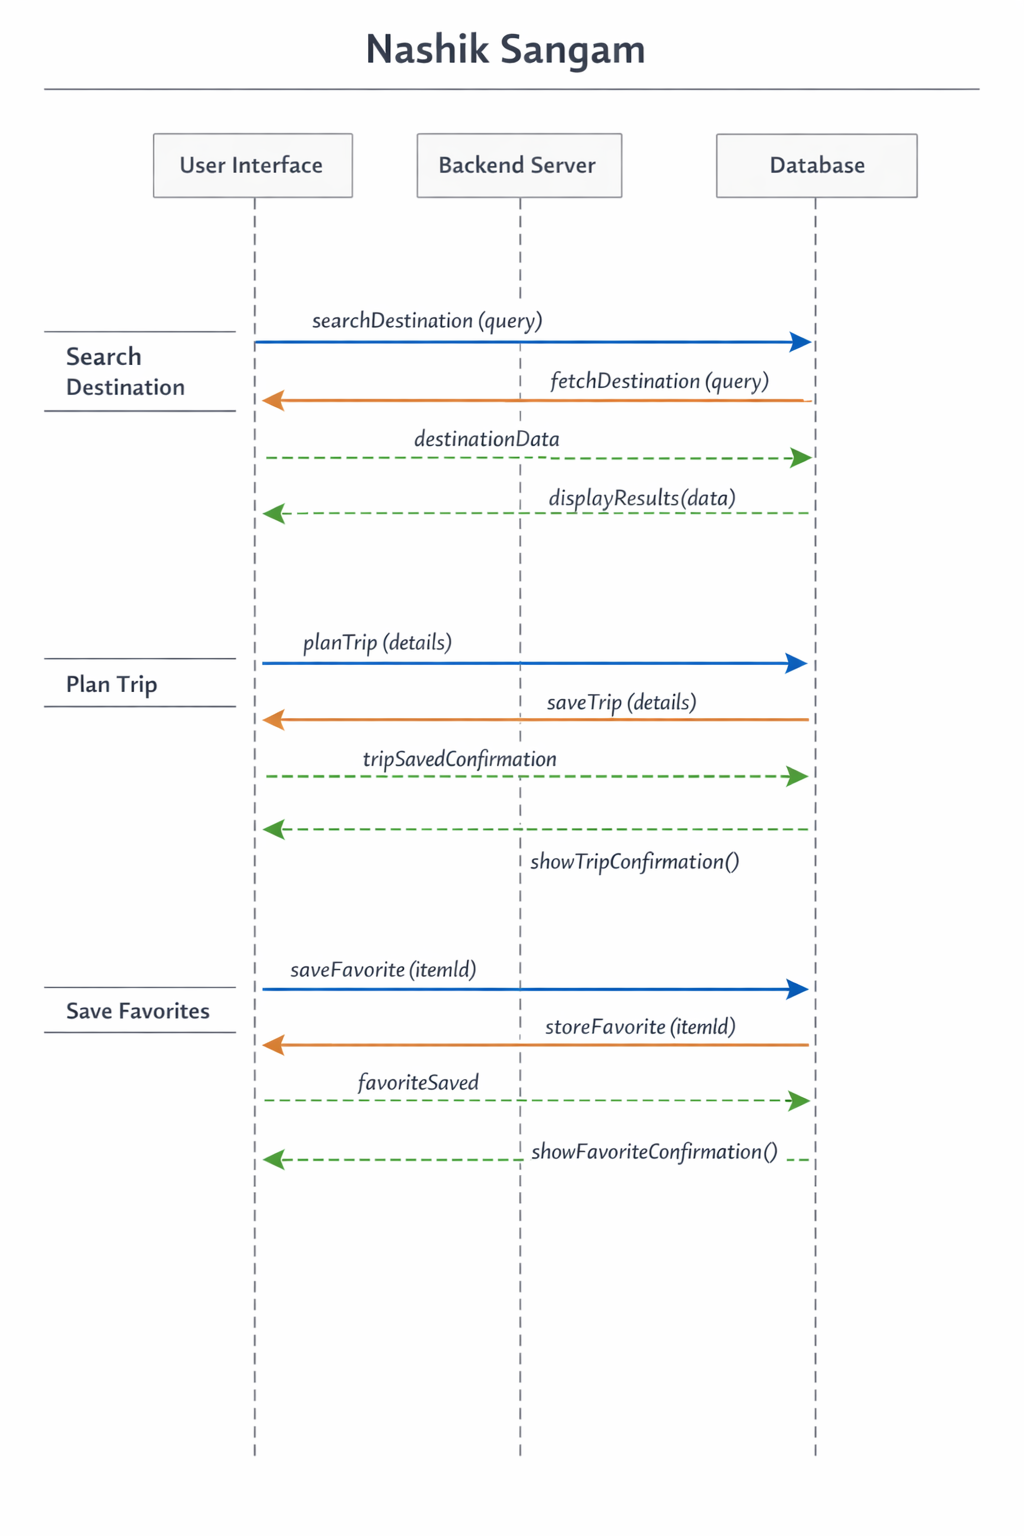 Nashik Sangam
User Interface
Backend Server
Database
searchDestination (query)
Search
Destination
fetchDestination (query)
destinationData
displayResults(data)
planTrip (details)
Plan Trip
saveTrip (details)
tripSavedConfirmation
showTripConfirmation()
saveFavorite (itemId)
Save Favorites
storeFavorite (itemId)
favoriteSaved
showFavoriteConfirmation()